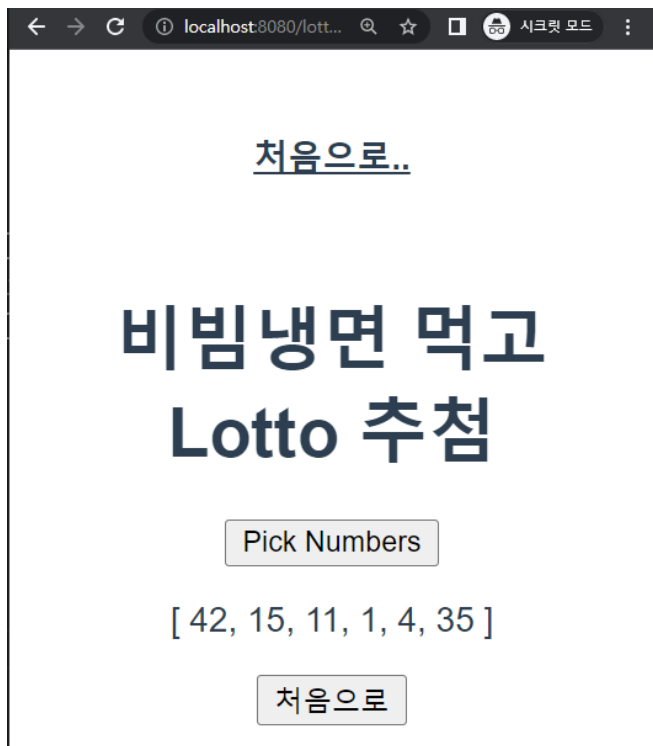 localhost:8080/lott... 시크릿 모드
처음으로..
비빔냉면 먹고
Lotto 추첨
Pick Numbers
[ 42, 15, 11, 1, 4, 35 ]
처음으로